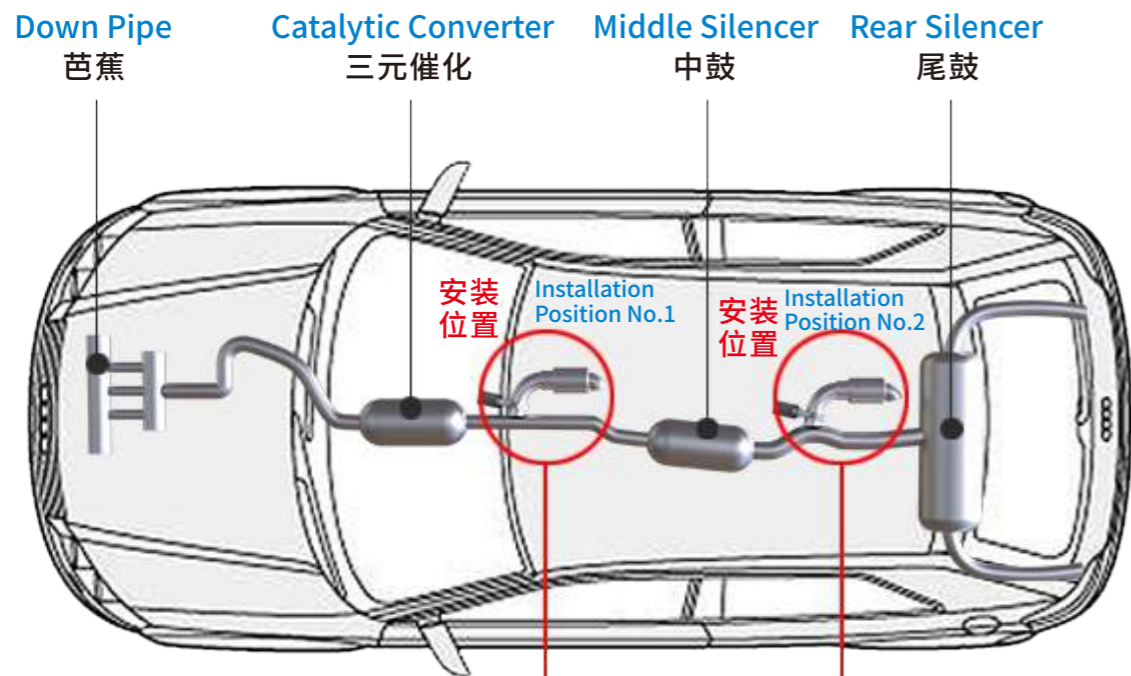 Down Pipe
芭蕉
Catalytic Converter
三元催化
Middle Silencer
中鼓
Rear Silencer
尾鼓
安装
位置
Installation
Position No.1
安装
位置
Installation
Position No.2